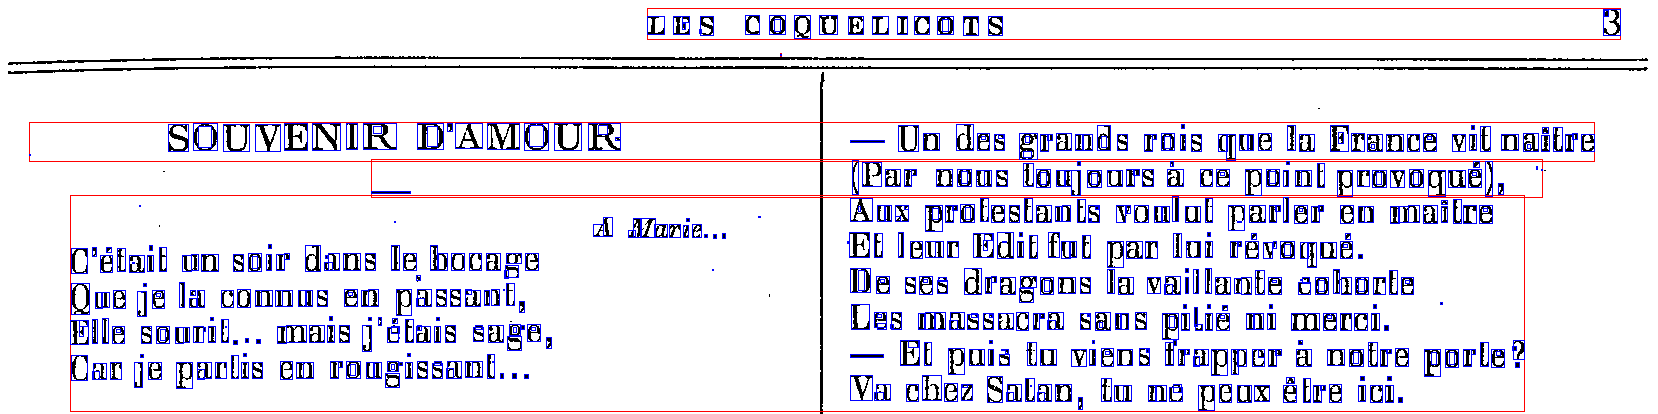 LES COQUELICOTS 3
SOUVENIR D'AMOUR
A Marie...
C'était un soir dans le bocage
Que je la connus en passant,
Elle sourit... mais j'étais sage,
Car je partis en rougissant...
— Un des grands rois que la France vit naître
(Par nous toujours à ce point provoqué),
Aux protestants voulut parler en maître
Et leur Edit fut par lui révoqué.
De ses dragons la vaillante cohorte
Les massacra sans pitié ni merci.
— Et puis tu viens frapper à notre porte ?
Va chez Satan, tu ne peux être ici.